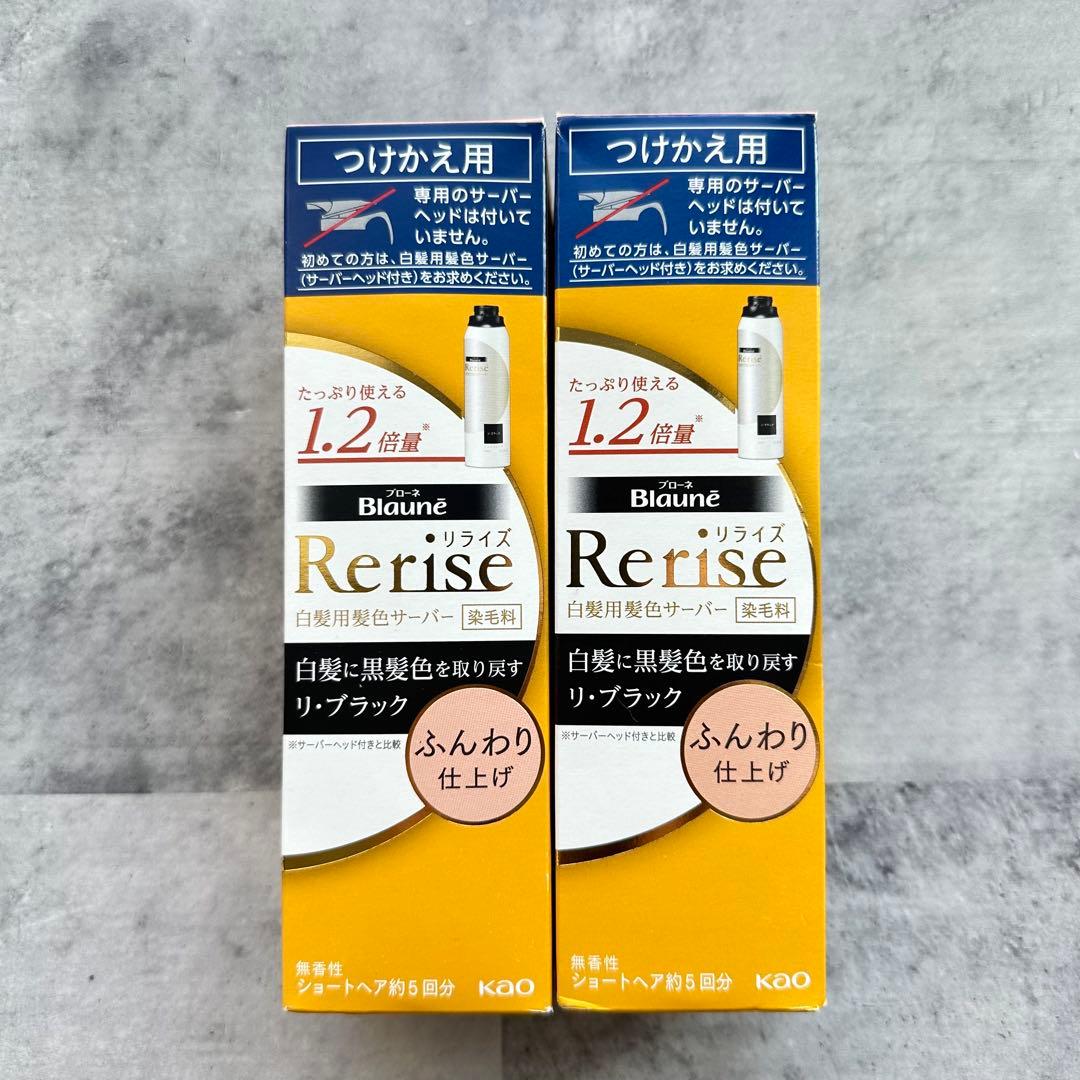 つけかえ用
専用のサーバー
ヘッドは付いて
いません。
初めての方は、白髪用髪色サーバー
(サーバーヘッド付き)をお求めください。
Rerise
たっぷり使える
1.2倍量※
ブローネ
Blauné
リライズ
Rerise
白髪用髪色サーバー 染毛料
白髪に黒髪色を取り戻す
リ・ブラック
※サーバーヘッド付きと比較
ふんわり
仕上げ
無香性
ショートヘア約5回分
Kao
つけかえ用
専用のサーバー
ヘッドは付いて
いません。
初めての方は、白髪用髪色サーバー
(サーバーヘッド付き)をお求めください。
Rerise
たっぷり使える
1.2倍量※
ブローネ
Blauné
リライズ
Rerise
白髪用髪色サーバー 染毛料
白髪に黒髪色を取り戻す
リ・ブラック
※サーバーヘッド付きと比較
ふんわり
仕上げ
無香性
ショートヘア約5回分
Kao